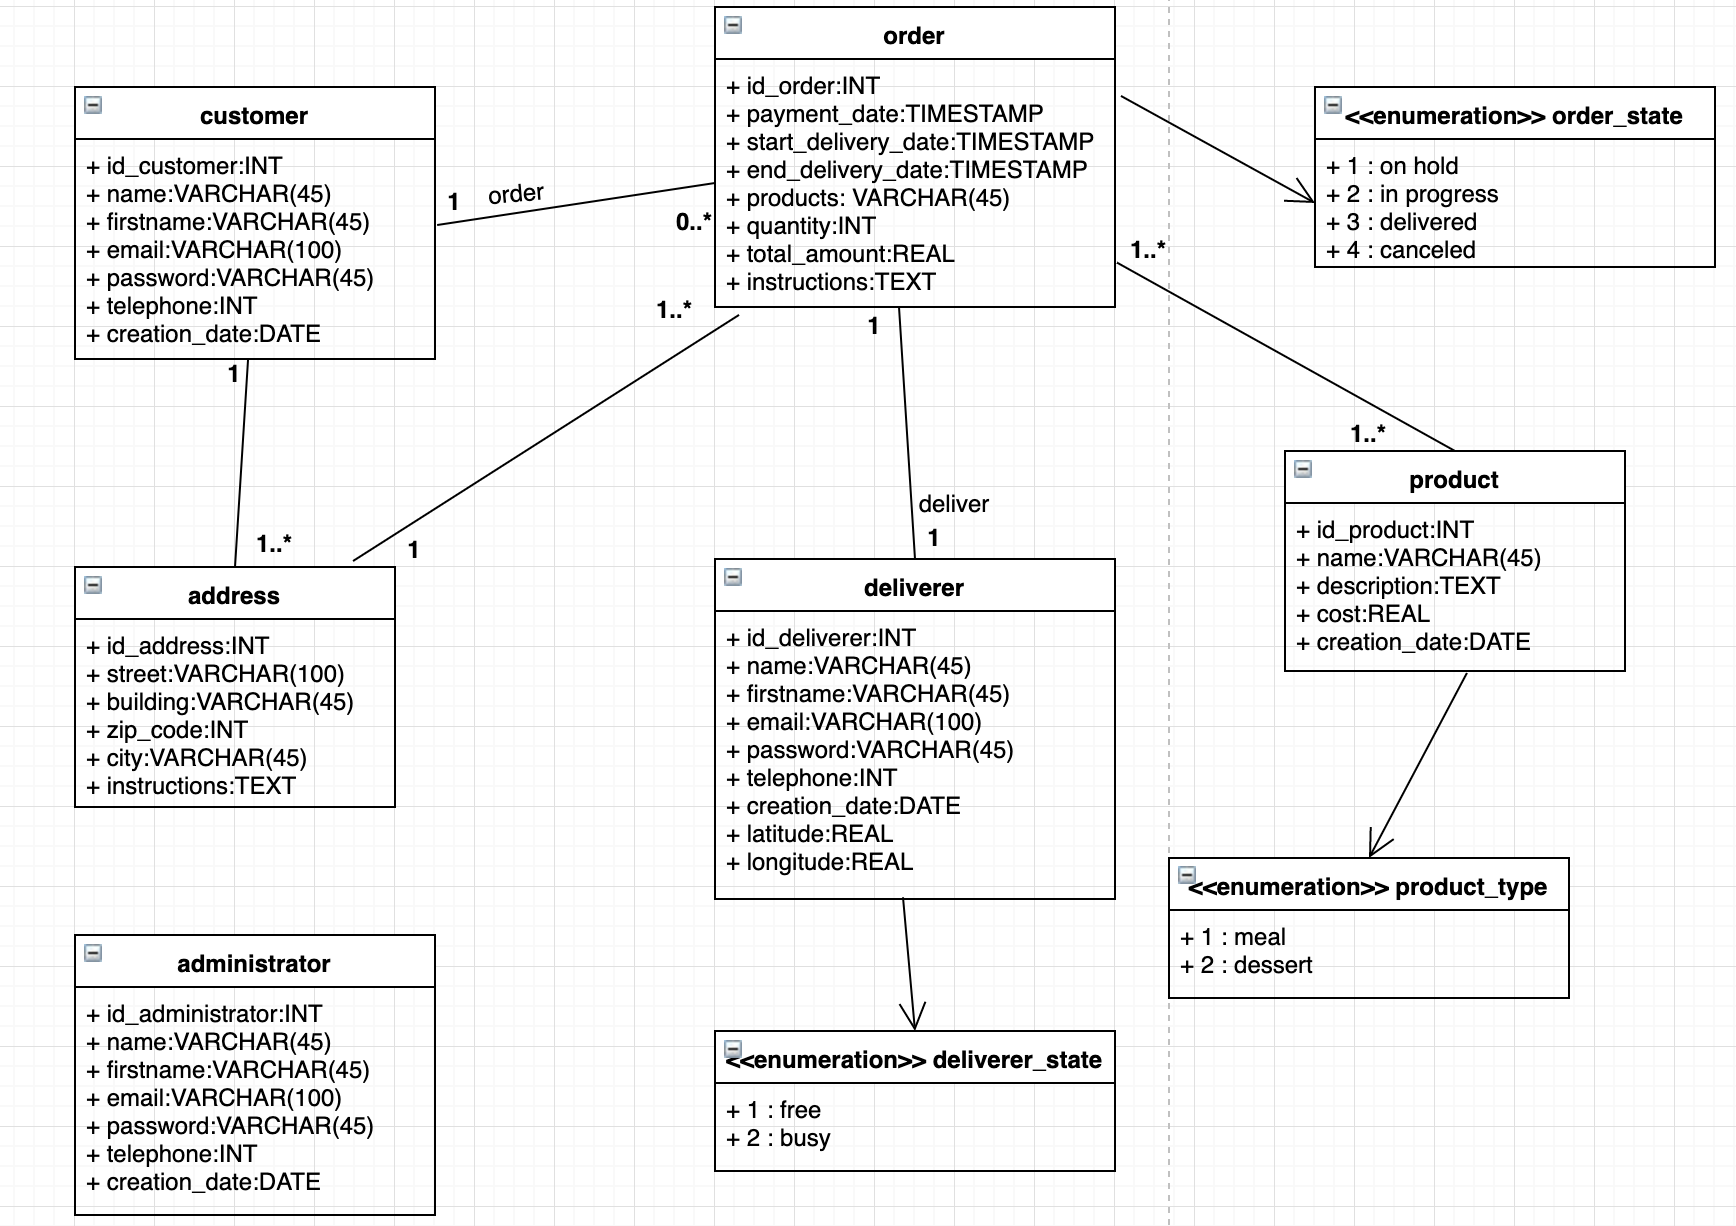 order
+ id_order:INT
+ payment_date:TIMESTAMP
+ start_delivery_date:TIMESTAMP
+ end_delivery_date:TIMESTAMP
+ products: VARCHAR(45)
+ quantity:INT
+ total_amount:REAL
+ instructions:TEXT
customer
+ id_customer:INT
+ name:VARCHAR(45)
+ firstname:VARCHAR(45)
+ email:VARCHAR(100)
+ password:VARCHAR(45)
+ telephone:INT
+ creation_date:DATE
1
order
0..*
<<enumeration>> order_state
+ 1 : on hold
+ 2 : in progress
+ 3 : delivered
+ 4 : canceled
1..*
1..*
1
1..*
1
1..*
1
deliver
1
address
+ id_address:INT
+ street:VARCHAR(100)
+ building:VARCHAR(45)
+ zip_code:INT
+ city:VARCHAR(45)
+ instructions:TEXT
deliverer
+ id_deliverer:INT
+ name:VARCHAR(45)
+ firstname:VARCHAR(45)
+ email:VARCHAR(100)
+ password:VARCHAR(45)
+ telephone:INT
+ creation_date:DATE
+ latitude:REAL
+ longitude:REAL
product
+ id_product:INT
+ name:VARCHAR(45)
+ description:TEXT
+ cost:REAL
+ creation_date:DATE
<<enumeration>> product_type
+ 1 : meal
+ 2 : dessert
administrator
+ id_administrator:INT
+ name:VARCHAR(45)
+ firstname:VARCHAR(45)
+ email:VARCHAR(100)
+ password:VARCHAR(45)
+ telephone:INT
+ creation_date:DATE
<<enumeration>> deliverer_state
+ 1 : free
+ 2 : busy